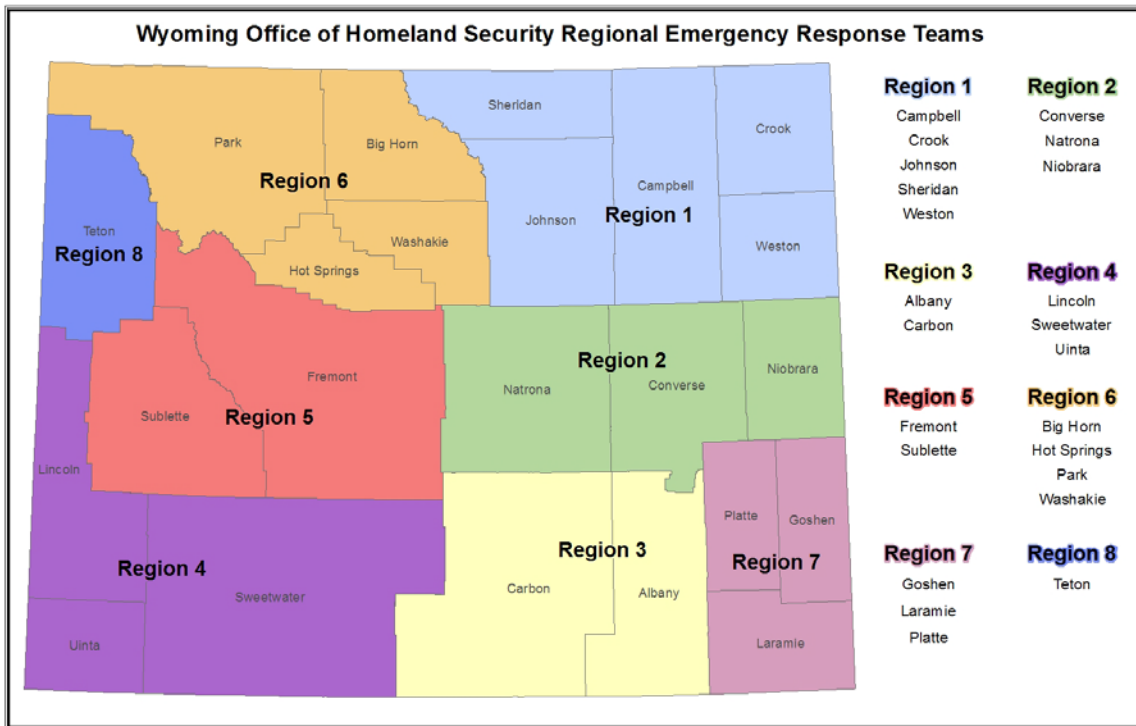 Wyoming Office of Homeland Security Regional Emergency Response Teams
Sheridan
Park
Big Horn
Crook
Region 6
Campbell
Johnson
Region 1
Teton
Region 8
Washakie
Weston
Hot Springs
Region 2
Fremont
Natrona
Converse
Niobrara
Sublette
Region 5
Lincoln
Platte
Goshen
Region 3
Region 7
Region 4
Carbon
Albany
Sweetwater
Uinta
Laramie
Region 1
Campbell
Crook
Johnson
Sheridan
Weston
Region 2
Converse
Natrona
Niobrara
Region 3
Albany
Carbon
Region 4
Lincoln
Sweetwater
Uinta
Region 5
Fremont
Sublette
Region 6
Big Horn
Hot Springs
Park
Washakie
Region 7
Goshen
Laramie
Platte
Region 8
Teton